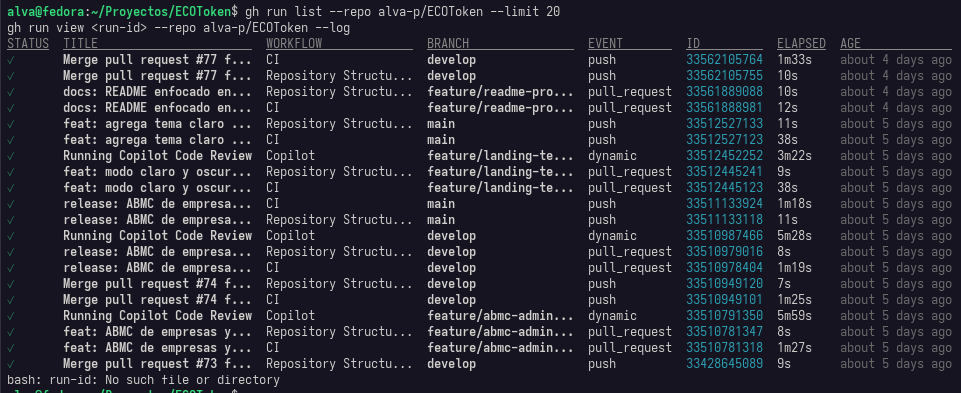 alva@fedora:~/Proyectos/ECOToken$ gh run list --repo alva-p/ECOToken --limit 20
gh run view <run-id> --repo alva-p/ECOToken --log
STATUS TITLE WORKFLOW BRANCH EVENT ID ELAPSED AGE
✓ Merge pull request #77 f... CI develop push 33562105764 1m33s about 4 days ago
✓ Merge pull request #77 f... Repository Structu... develop push 33562105755 10s about 4 days ago
✓ docs: README enfocado en... Repository Structu... feature/readme-pro... pull_request 33561889088 10s about 4 days ago
✓ docs: README enfocado en... CI feature/readme-pro... pull_request 33561888981 12s about 4 days ago
✓ feat: agrega tema claro ... Repository Structu... main push 33512527133 11s about 5 days ago
✓ feat: agrega tema claro ... CI main push 33512527123 38s about 5 days ago
✓ Running Copilot Code Review Copilot feature/landing-te... dynamic 33512452252 3m22s about 5 days ago
✓ feat: modo claro y oscur... Repository Structu... feature/landing-te... pull_request 33512445241 9s about 5 days ago
✓ feat: modo claro y oscur... CI feature/landing-te... pull_request 33512445123 38s about 5 days ago
✓ release: ABMC de empresa... CI main push 33511133924 1m18s about 5 days ago
✓ release: ABMC de empresa... Repository Structu... main push 33511133118 11s about 5 days ago
✓ Running Copilot Code Review Copilot develop dynamic 33510987466 5m28s about 5 days ago
✓ release: ABMC de empresa... Repository Structu... develop pull_request 33510979016 8s about 5 days ago
✓ release: ABMC de empresa... CI develop pull_request 33510978404 1m19s about 5 days ago
✓ Merge pull request #74 f... Repository Structu... develop push 33510949120 7s about 5 days ago
✓ Merge pull request #74 f... CI develop push 33510949101 1m25s about 5 days ago
✓ Running Copilot Code Review Copilot feature/abmc-admin... dynamic 33510791350 5m59s about 5 days ago
✓ feat: ABMC de empresas y... Repository Structu... feature/abmc-admin... pull_request 33510781347 8s about 5 days ago
✓ feat: ABMC de empresas y... CI feature/abmc-admin... pull_request 33510781318 1m27s about 5 days ago
✓ Merge pull request #73 f... Repository Structu... develop push 33428645089 9s about 5 days ago
bash: run-id: No such file or directory
alva@fedora:~/Proyectos/ECOToken$